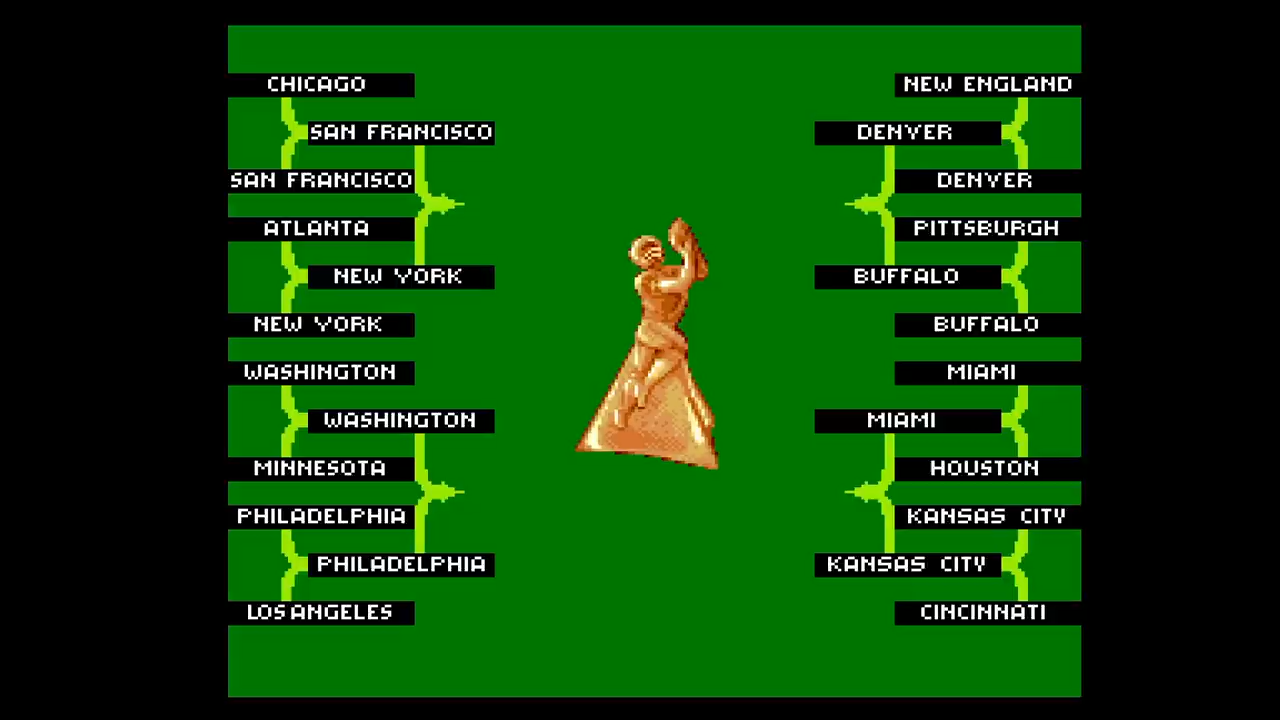 CHICAGO
NEW ENGLAND
SAN FRANCISCO
DENVER
SAN FRANCISCO
DENVER
ATLANTA
PITTSBURGH
NEW YORK
BUFFALO
NEW YORK
BUFFALO
WASHINGTON
MIAMI
WASHINGTON
MIAMI
MINNESOTA
HOUSTON
PHILADELPHIA
KANSAS CITY
PHILADELPHIA
KANSAS CITY
LOS ANGELES
CINCINNATI